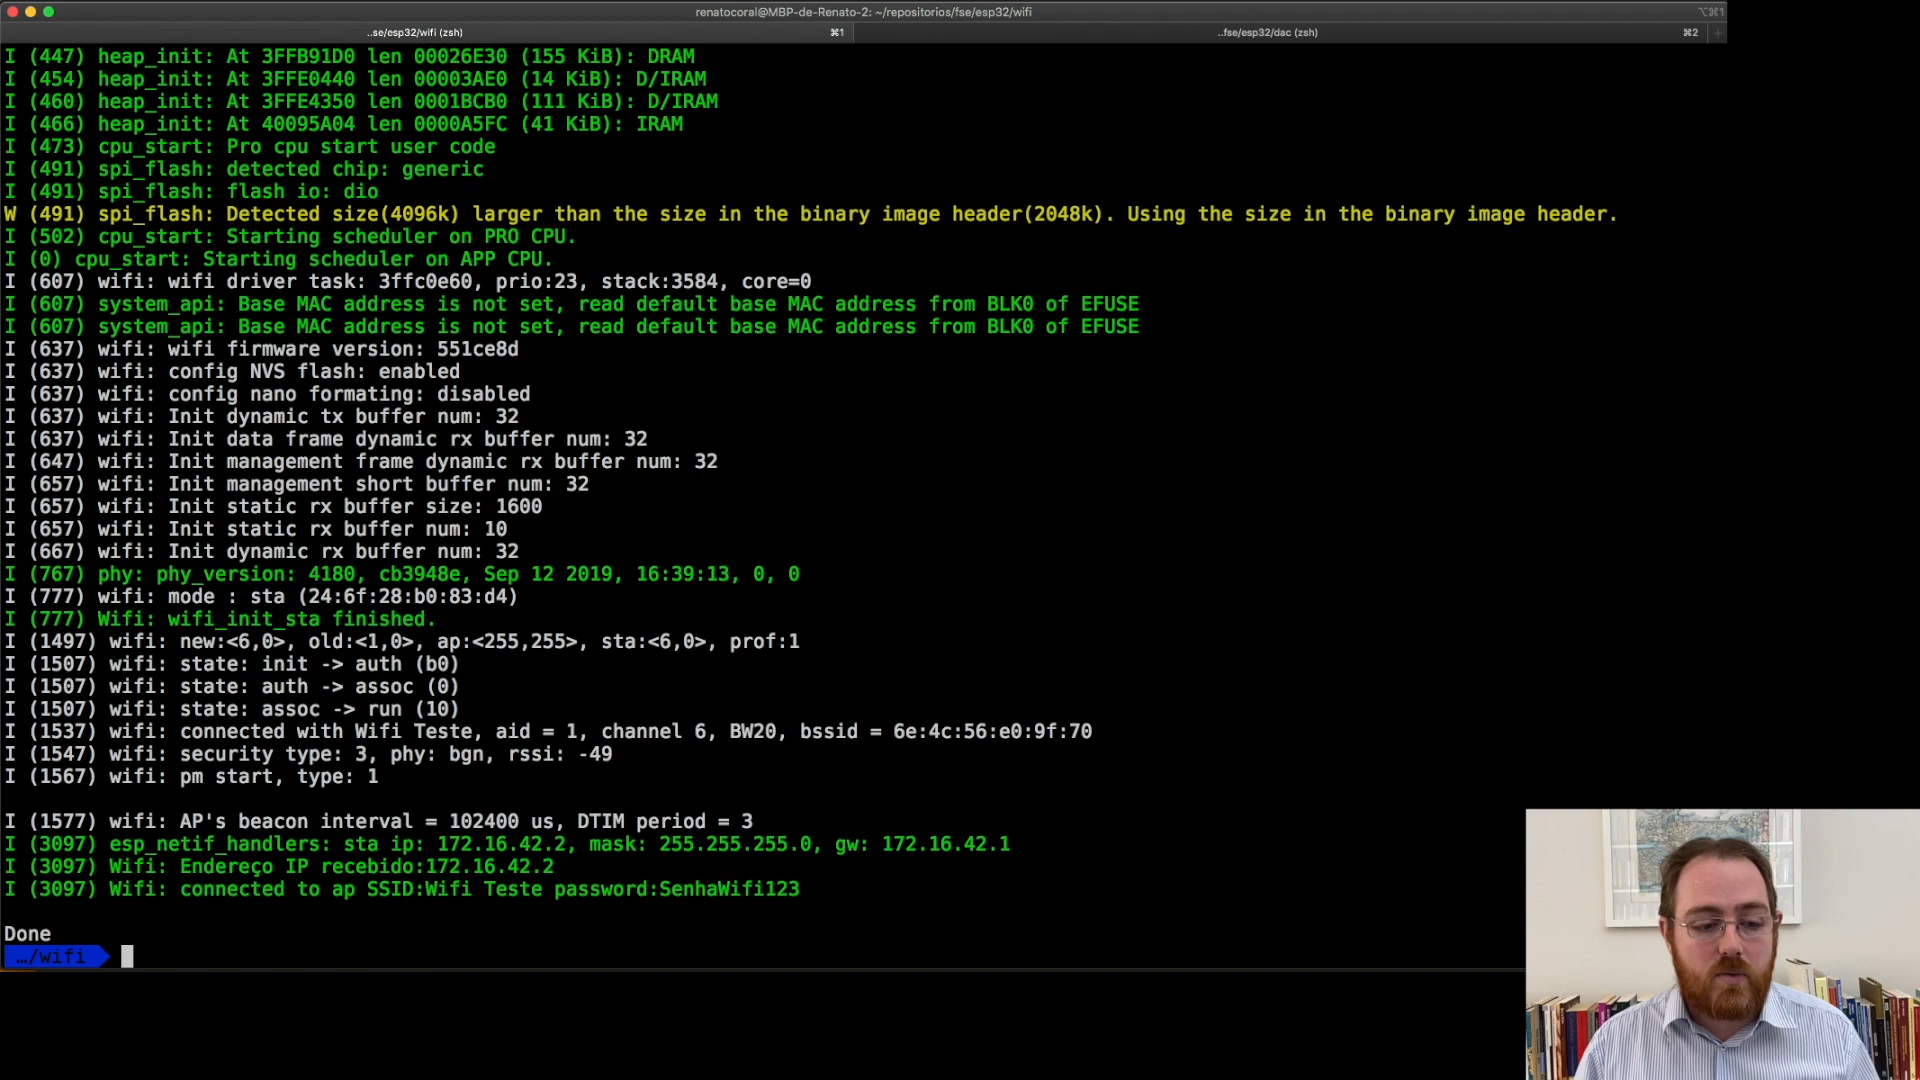 renatocoral@MBP-de-Renato-2: ~/repositorios/fse/esp32/wifi
⌥⌘1
..se/esp32/wifi (zsh) ⌘1 ..fse/esp32/dac (zsh) ⌘2 +
I (447) heap_init: At 3FFB91D0 len 00026E30 (155 KiB): DRAM
I (454) heap_init: At 3FFE0440 len 00003AE0 (14 KiB): D/IRAM
I (460) heap_init: At 3FFE4350 len 0001BCB0 (111 KiB): D/IRAM
I (466) heap_init: At 40095A04 len 0000A5FC (41 KiB): IRAM
I (473) cpu_start: Pro cpu start user code
I (491) spi_flash: detected chip: generic
I (491) spi_flash: flash io: dio
W (491) spi_flash: Detected size(4096k) larger than the size in the binary image header(2048k). Using the size in the binary image header.
I (502) cpu_start: Starting scheduler on PRO CPU.
I (0) cpu_start: Starting scheduler on APP CPU.
I (607) wifi: wifi driver task: 3ffc0e60, prio:23, stack:3584, core=0
I (607) system_api: Base MAC address is not set, read default base MAC address from BLK0 of EFUSE
I (607) system_api: Base MAC address is not set, read default base MAC address from BLK0 of EFUSE
I (637) wifi: wifi firmware version: 551ce8d
I (637) wifi: config NVS flash: enabled
I (637) wifi: config nano formating: disabled
I (637) wifi: Init dynamic tx buffer num: 32
I (637) wifi: Init data frame dynamic rx buffer num: 32
I (647) wifi: Init management frame dynamic rx buffer num: 32
I (657) wifi: Init management short buffer num: 32
I (657) wifi: Init static rx buffer size: 1600
I (657) wifi: Init static rx buffer num: 10
I (667) wifi: Init dynamic rx buffer num: 32
I (767) phy: phy_version: 4180, cb3948e, Sep 12 2019, 16:39:13, 0, 0
I (777) wifi: mode : sta (24:6f:28:b0:83:d4)
I (777) Wifi: wifi_init_sta finished.
I (1497) wifi: new:<6,0>, old:<1,0>, ap:<255,255>, sta:<6,0>, prof:1
I (1507) wifi: state: init -> auth (b0)
I (1507) wifi: state: auth -> assoc (0)
I (1507) wifi: state: assoc -> run (10)
I (1537) wifi: connected with Wifi Teste, aid = 1, channel 6, BW20, bssid = 6e:4c:56:e0:9f:70
I (1547) wifi: security type: 3, phy: bgn, rssi: -49
I (1567) wifi: pm start, type: 1
I (1577) wifi: AP's beacon interval = 102400 us, DTIM period = 3
I (3097) esp_netif_handlers: sta ip: 172.16.42.2, mask: 255.255.255.0, gw: 172.16.42.1
I (3097) Wifi: Endereço IP recebido:172.16.42.2
I (3097) Wifi: connected to ap SSID:Wifi Teste password:SenhaWifi123
Done
…/wifi